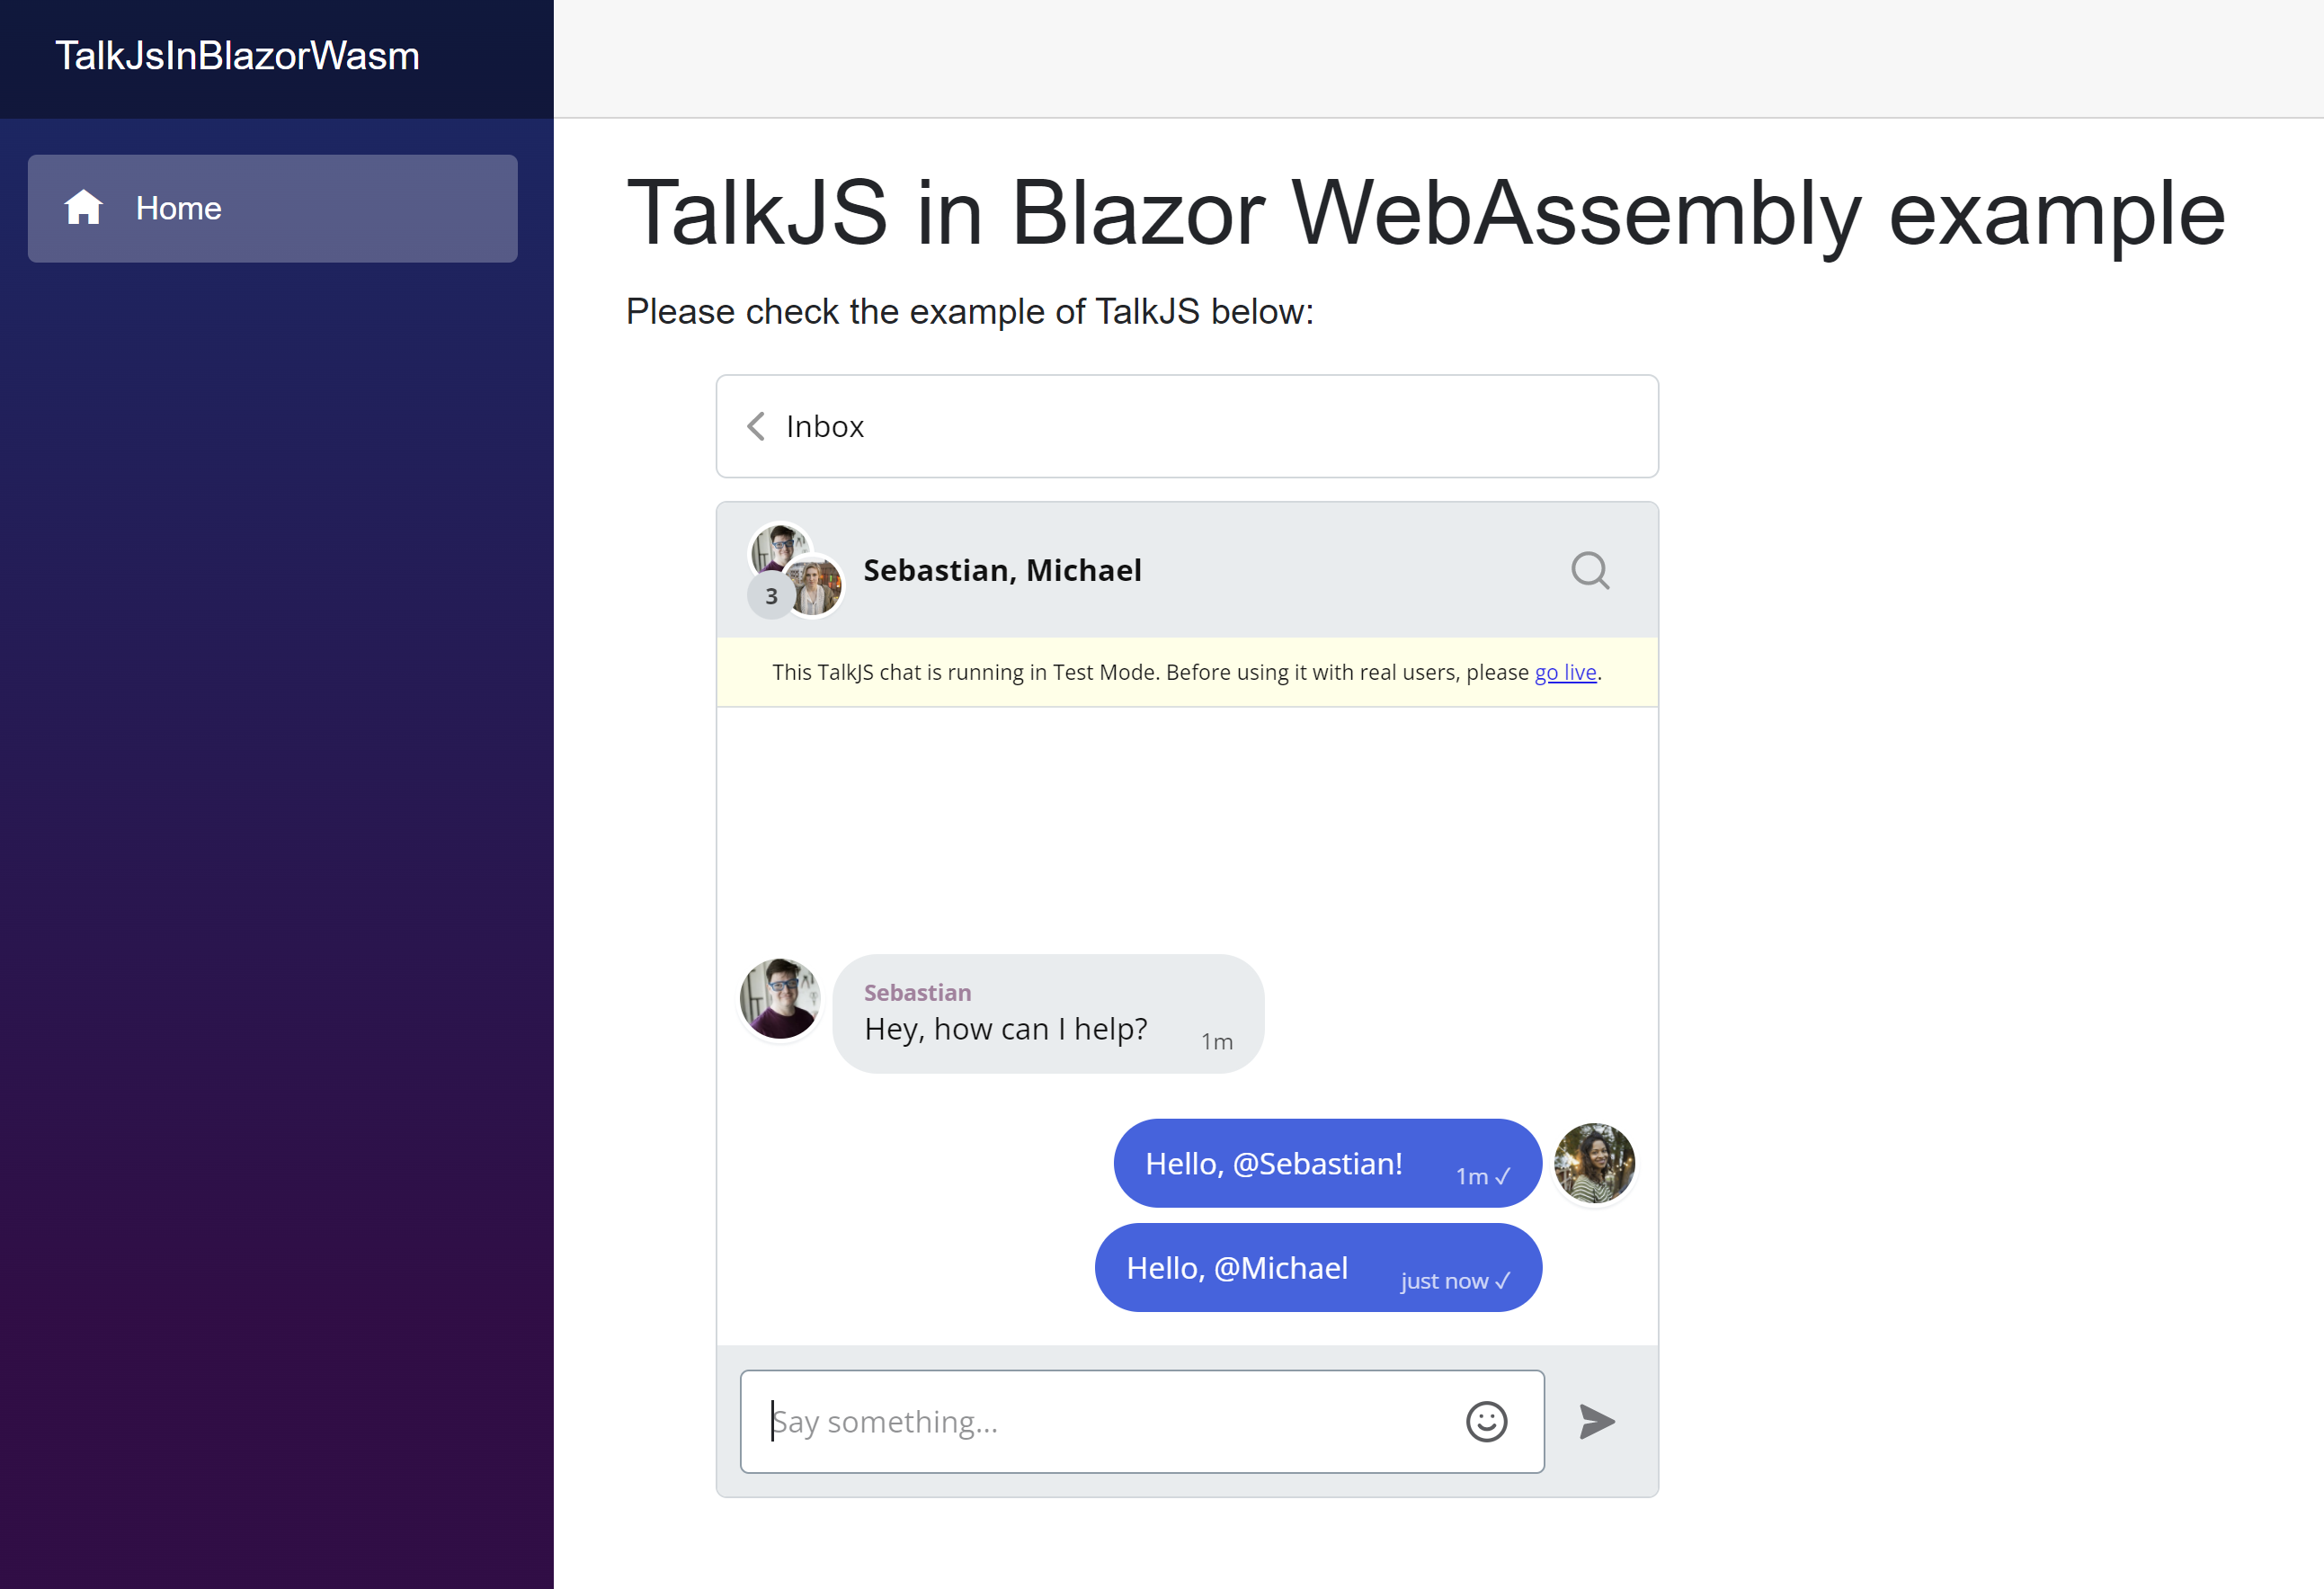 TalkJsInBlazorWasm
Home
TalkJS in Blazor WebAssembly example
Please check the example of TalkJS below:
Inbox
3
Sebastian, Michael
This TalkJS chat is running in Test Mode. Before using it with real users, please go live.
Sebastian
Hey, how can I help?
1m
Hello, @Sebastian!
1m ✓
Hello, @Michael
just now ✓
Say something...